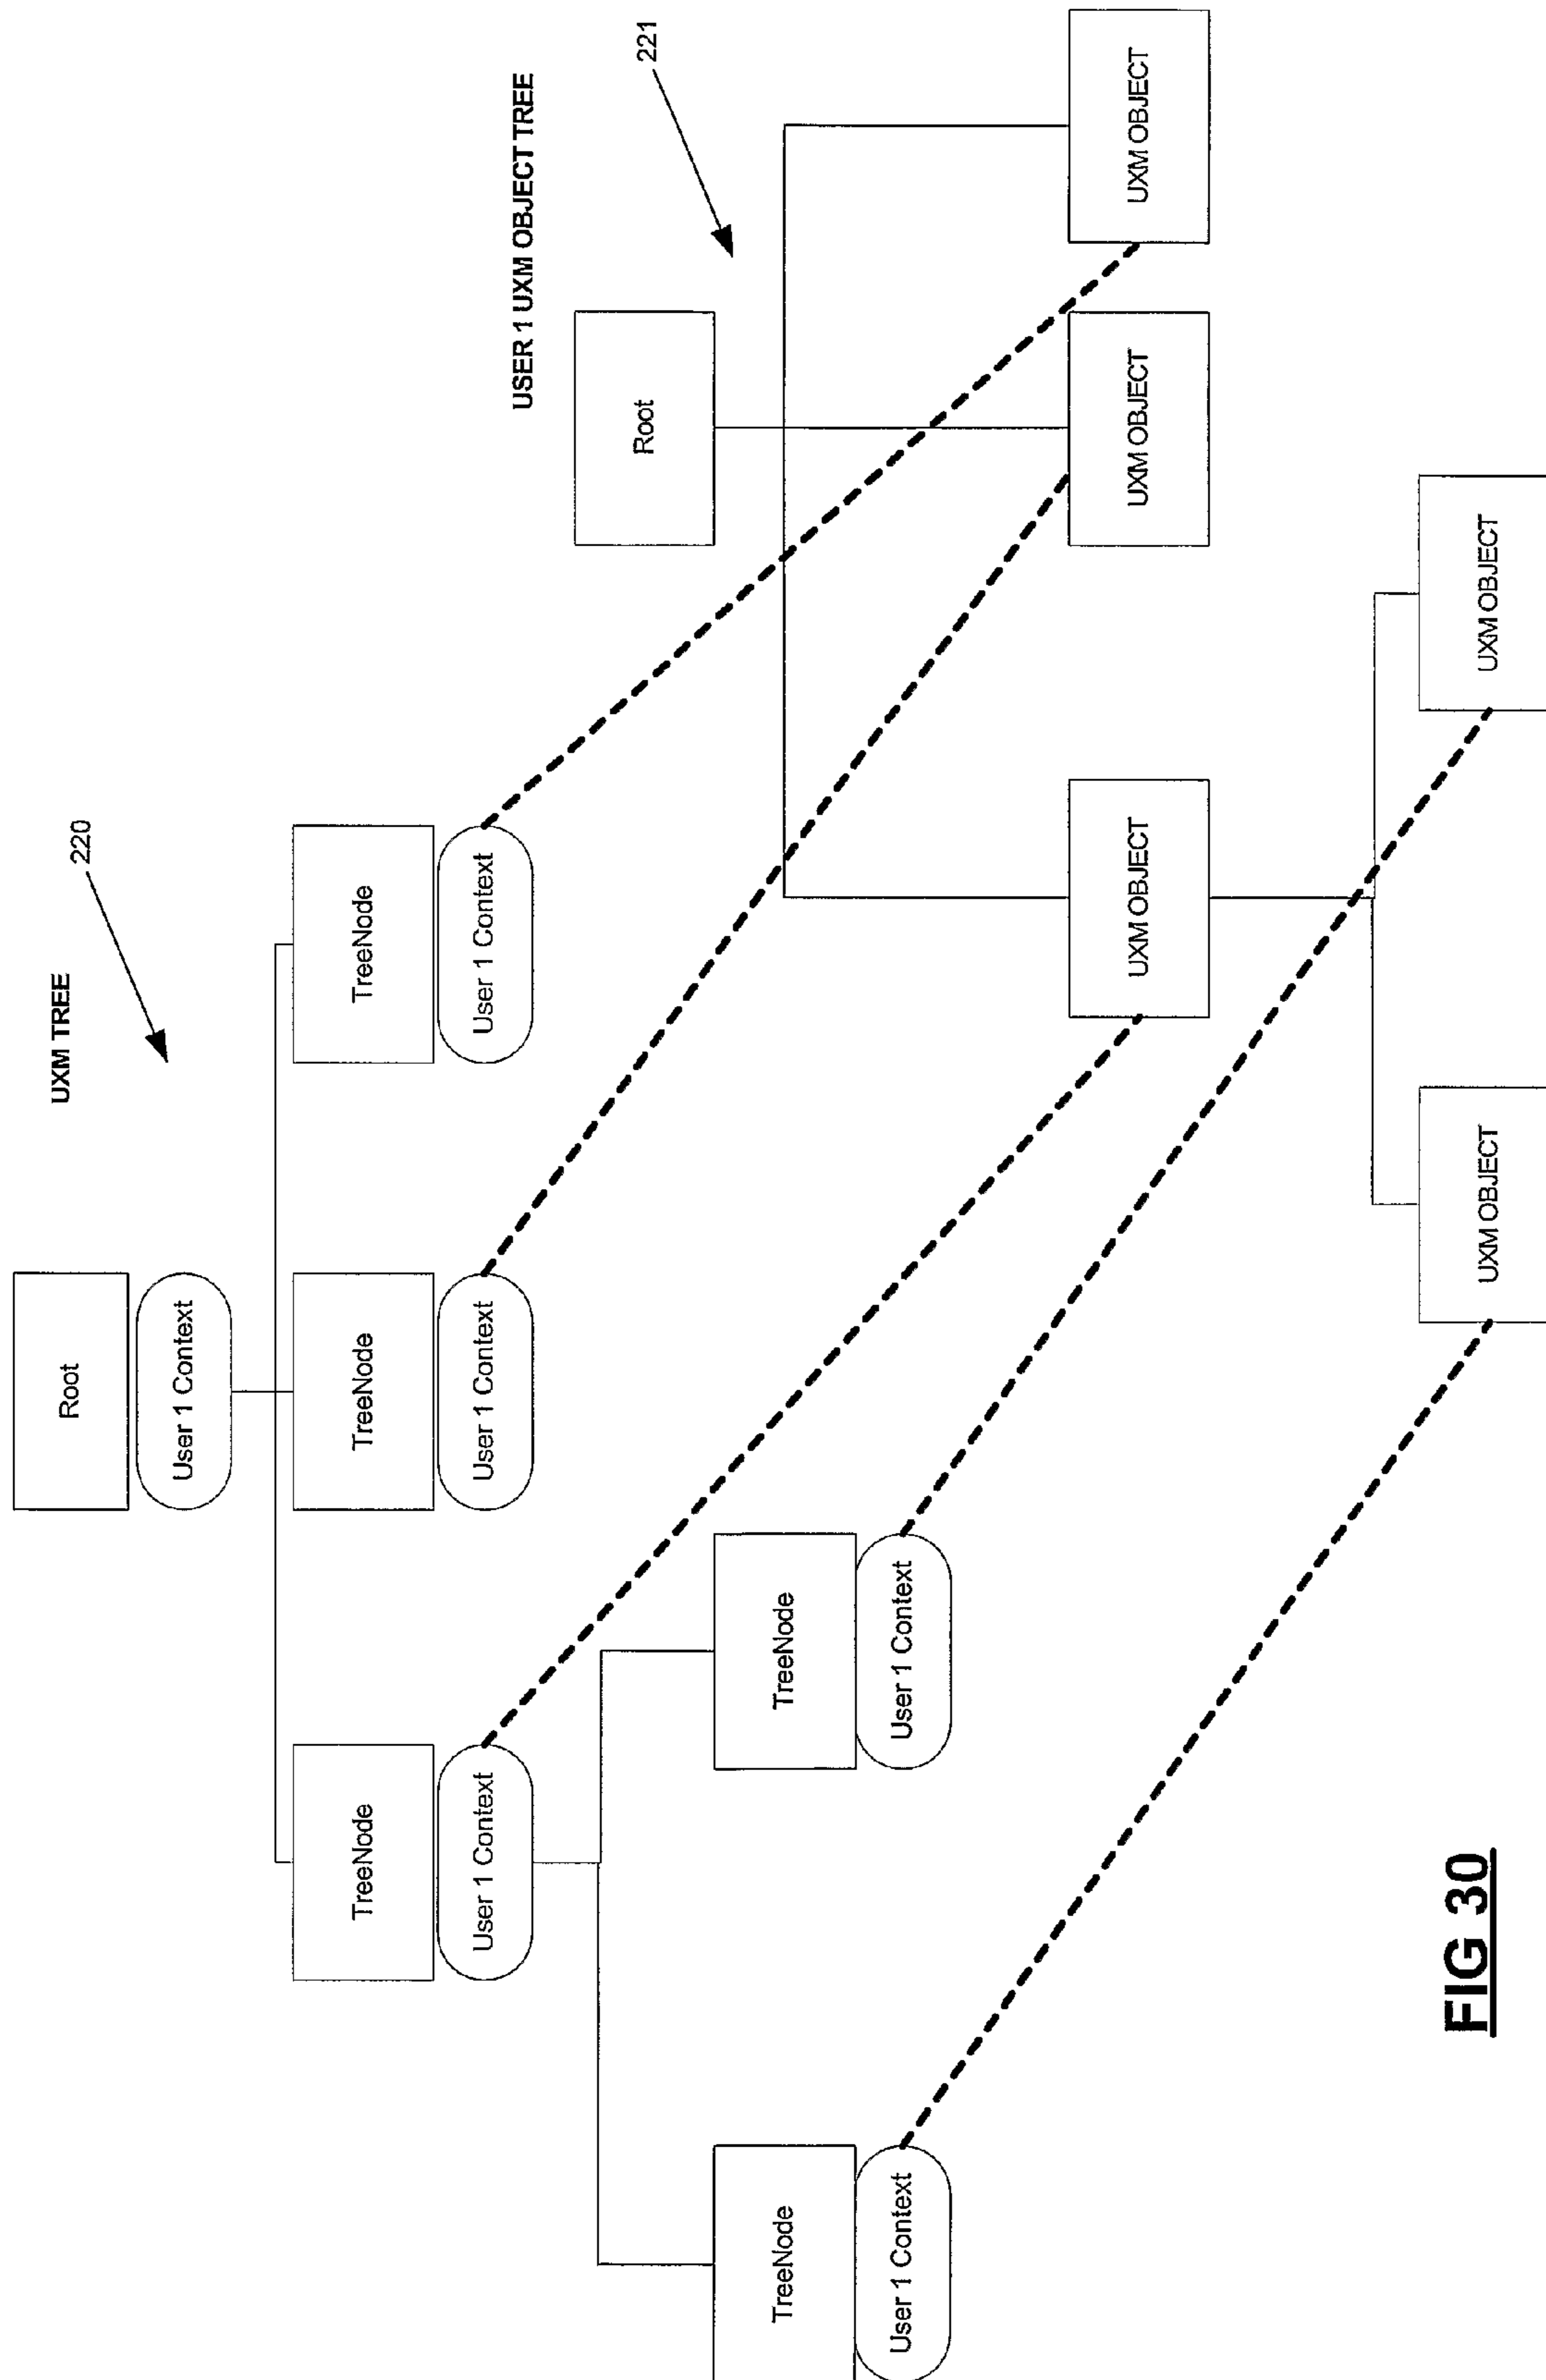 UXM TREE
220
Root
User 1 Context
TreeNode
User 1 Context
TreeNode
User 1 Context
TreeNode
User 1 Context
TreeNode
User 1 Context
TreeNode
User 1 Context
USER 1 UXM OBJECT TREE
221
Root
UXM OBJECT
UXM OBJECT
UXM OBJECT
UXM OBJECT
UXM OBJECT
FIG 30